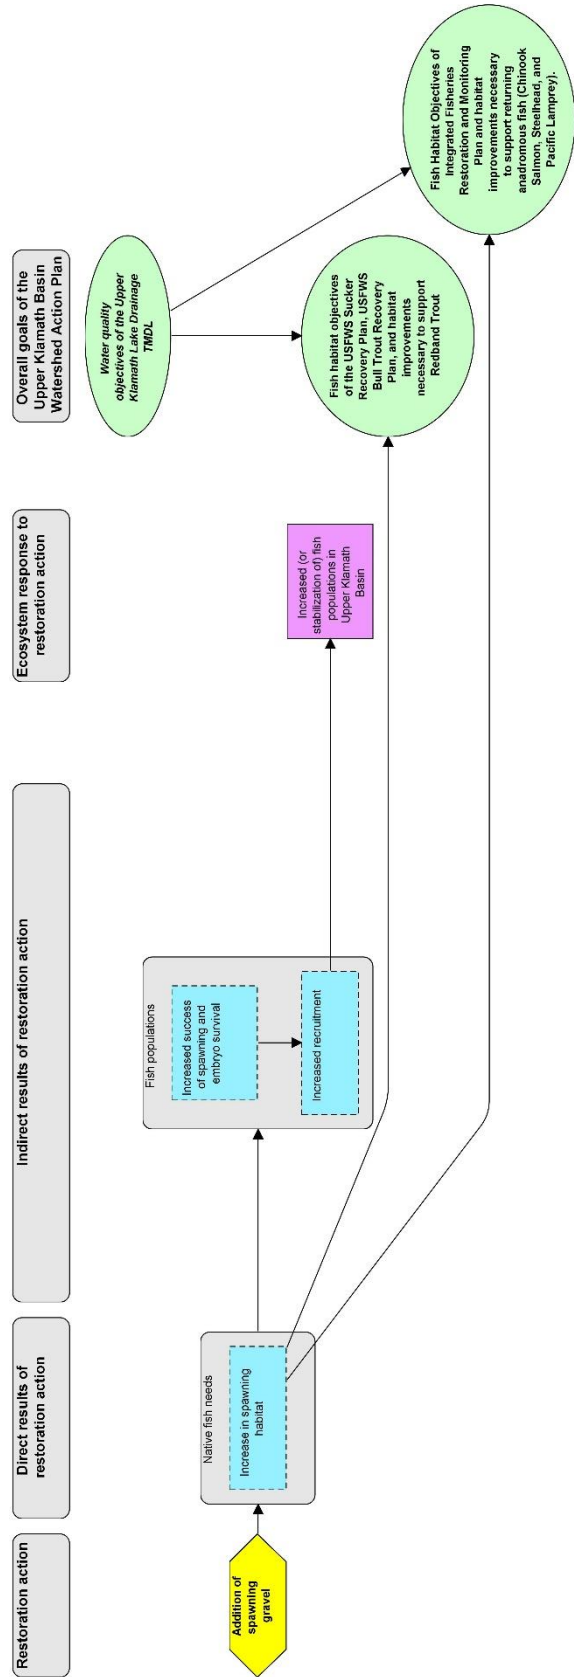 Restoration action
Direct results of
restoration action
Indirect results of restoration action
Ecosystem response to
restoration action
Overall goals of the
Upper Klamath Basin
Watershed Action Plan
Addition of
spawning
gravel
Native fish needs
Increase in spawning
habitat
Fish populations
Increased success
of spawning and
embryo survival
Increased recruitment
Increased (or
stabilization of) fish
populations in
Upper Klamath
Basin
Water quality
objectives of the Upper
Klamath Lake Drainage
TMDL
Fish habitat objectives
of the USFWS Sucker
Recovery Plan, USFWS
Bull Trout Recovery
Plan, and habitat
improvements
necessary to support
Redband Trout
Fish Habitat Objectives of
Integrated Fisheries
Restoration and Monitoring
Plan and habitat
improvements necessary
to support returning
anadromous fish (Chinook
Salmon, Steelhead, and
Pacific Lamprey).